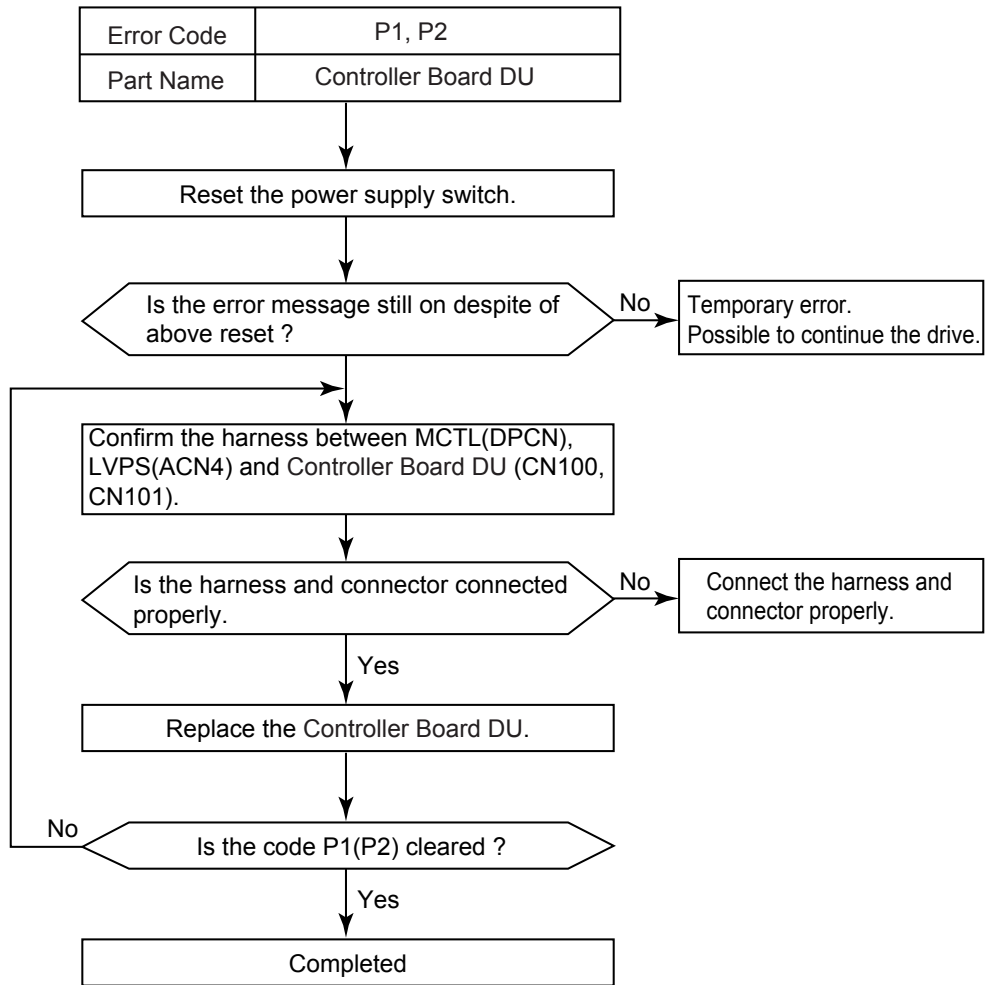 Error Code
P1, P2
Part Name
Controller Board DU
Reset the power supply switch.
Is the error message still on despite of
above reset ?
No
Temporary error.
Possible to continue the drive.
Confirm the harness between MCTL(DPCN),
LVPS(ACN4) and Controller Board DU (CN100,
CN101).
Is the harness and connector connected
properly.
No
Connect the harness and
connector properly.
Yes
Replace the Controller Board DU.
No
Is the code P1(P2) cleared ?
Yes
Completed